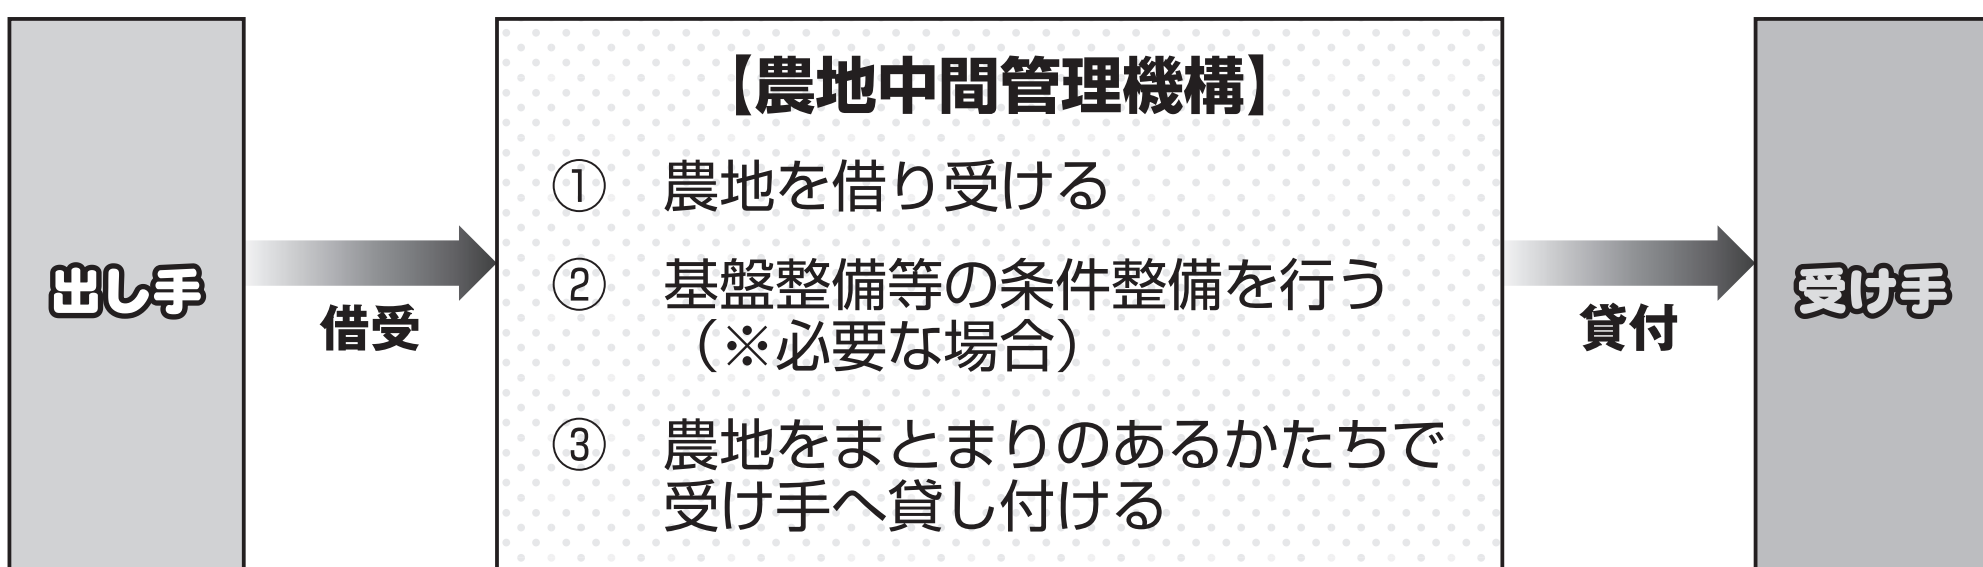 出し手
借受
【農地中間管理機構】
① 農地を借り受ける
② 基盤整備等の条件整備を行う
（※必要な場合）
③ 農地をまとまりのあるかたちで
受け手へ貸し付ける
貸付
受け手